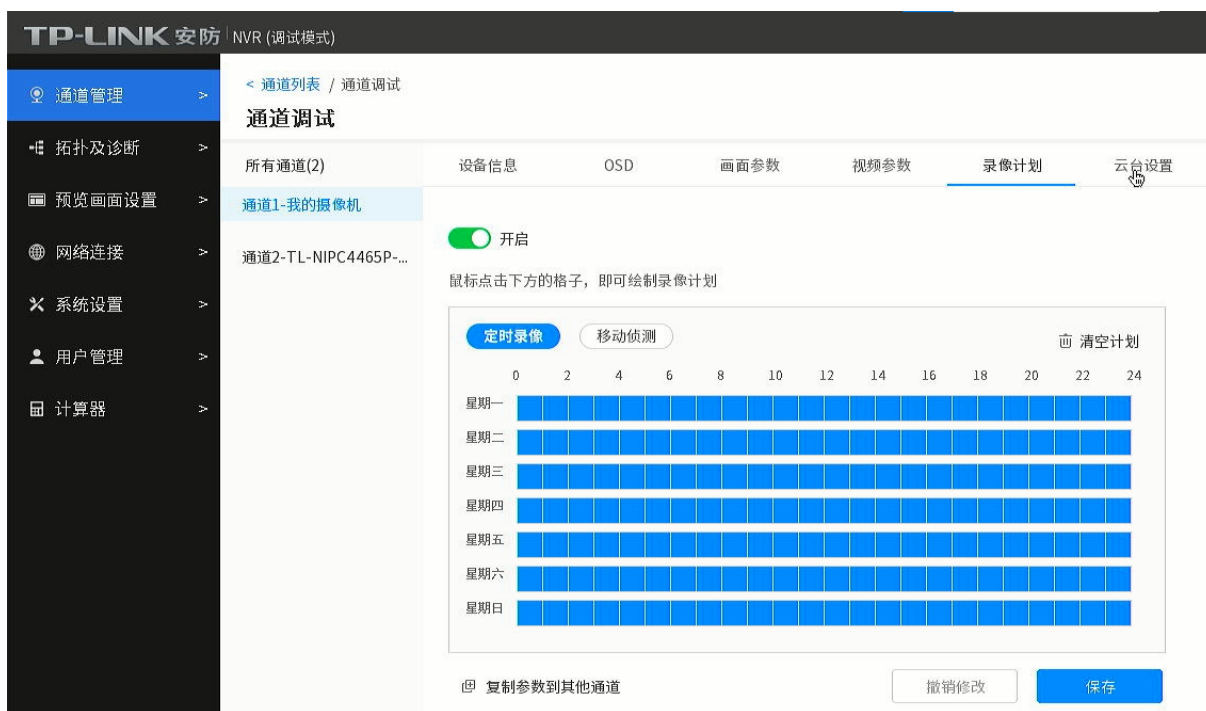 TP-LINK 安防 NVR (调试模式)
通道管理 >
拓扑及诊断 >
预览画面设置 >
网络连接 >
系统设置 >
用户管理 >
计算器 >
< 通道列表 / 通道调试
通道调试
所有通道(2)
通道1-我的摄像机
通道2-TL-NIPC4465P-...
设备信息 OSD 画面参数 视频参数 录像计划 云台设置
开启
鼠标点击下方的格子，即可绘制录像计划
定时录像 移动侦测 清空计划
0 2 4 6 8 10 12 14 16 18 20 22 24
星期一
星期二
星期三
星期四
星期五
星期六
星期日
复制参数到其他通道 撤销修改 保存